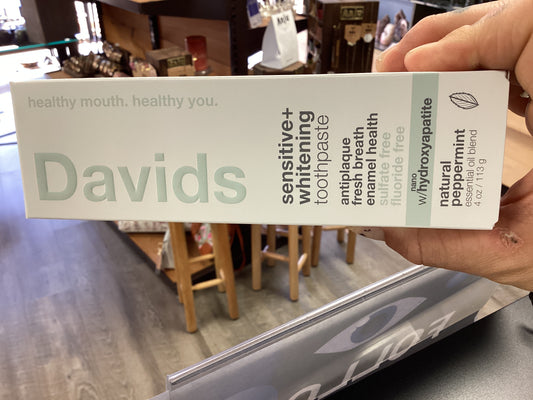 healthy mouth. healthy you.
Davids
sensitive+
whitening
toothpaste
antiplaque
fresh breath
enamel health
sulfate free
fluoride free
nano
w/hydroxyapatite
natural
peppermint
essential oil blend
4 oz / 113 g